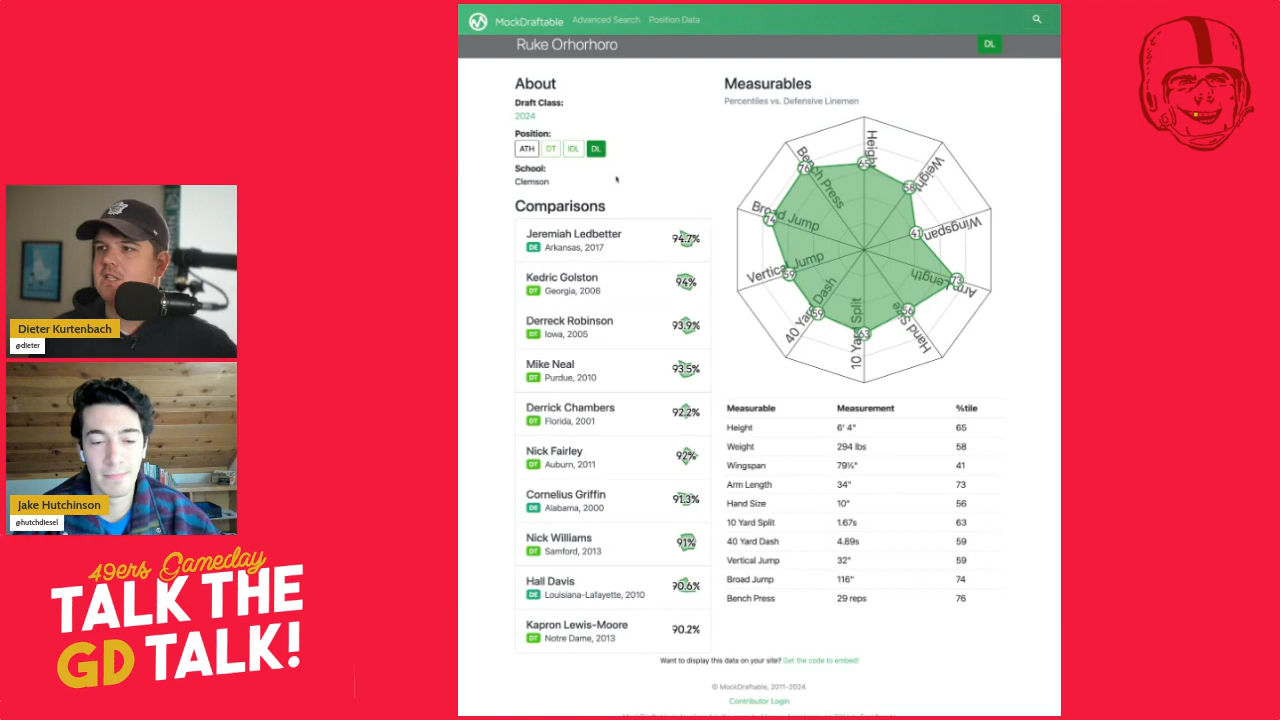 MockDraftable
Advanced Search
Position Data
Ruke Orhorhoro
DL
About
Draft Class:
2024
Position:
ATH
DT
IDL
DL
School:
Clemson
Comparisons
Jeremiah Ledbetter
DE Arkansas, 2017
94.7%
Kedric Golston
DT Georgia, 2006
94%
Derreck Robinson
DT Iowa, 2005
93.9%
Mike Neal
DT Purdue, 2010
93.5%
Derrick Chambers
DT Florida, 2001
92.2%
Nick Fairley
DT Auburn, 2011
92%
Cornelius Griffin
DE Alabama, 2000
91.3%
Nick Williams
DT Samford, 2013
91%
Hall Davis
DE Louisiana-Lafayette, 2010
90.6%
Kapron Lewis-Moore
DT Notre Dame, 2013
90.2%
Measurables
Percentiles vs. Defensive Linemen
Height
65
Weight
58
Wingspan
41
Arm Length
73
Hand Size
56
10 Yard Split
63
40 Yard Dash
59
Vertical Jump
59
Broad Jump
74
Bench Press
76
Measurable Measurement %tile
Height 6' 4" 65
Weight 294 lbs 58
Wingspan 79½" 41
Arm Length 34" 73
Hand Size 10" 56
10 Yard Split 1.67s 63
40 Yard Dash 4.89s 59
Vertical Jump 32" 59
Broad Jump 116" 74
Bench Press 29 reps 76
Want to display this data on your site? Get the code to embed!
© MockDraftable, 2011-2024.
Contributor Login
Dieter Kurtenbach
@dieter
Jake Hutchinson
@hutchdiesel
49ers Gameday
TALK THE
GD TALK!